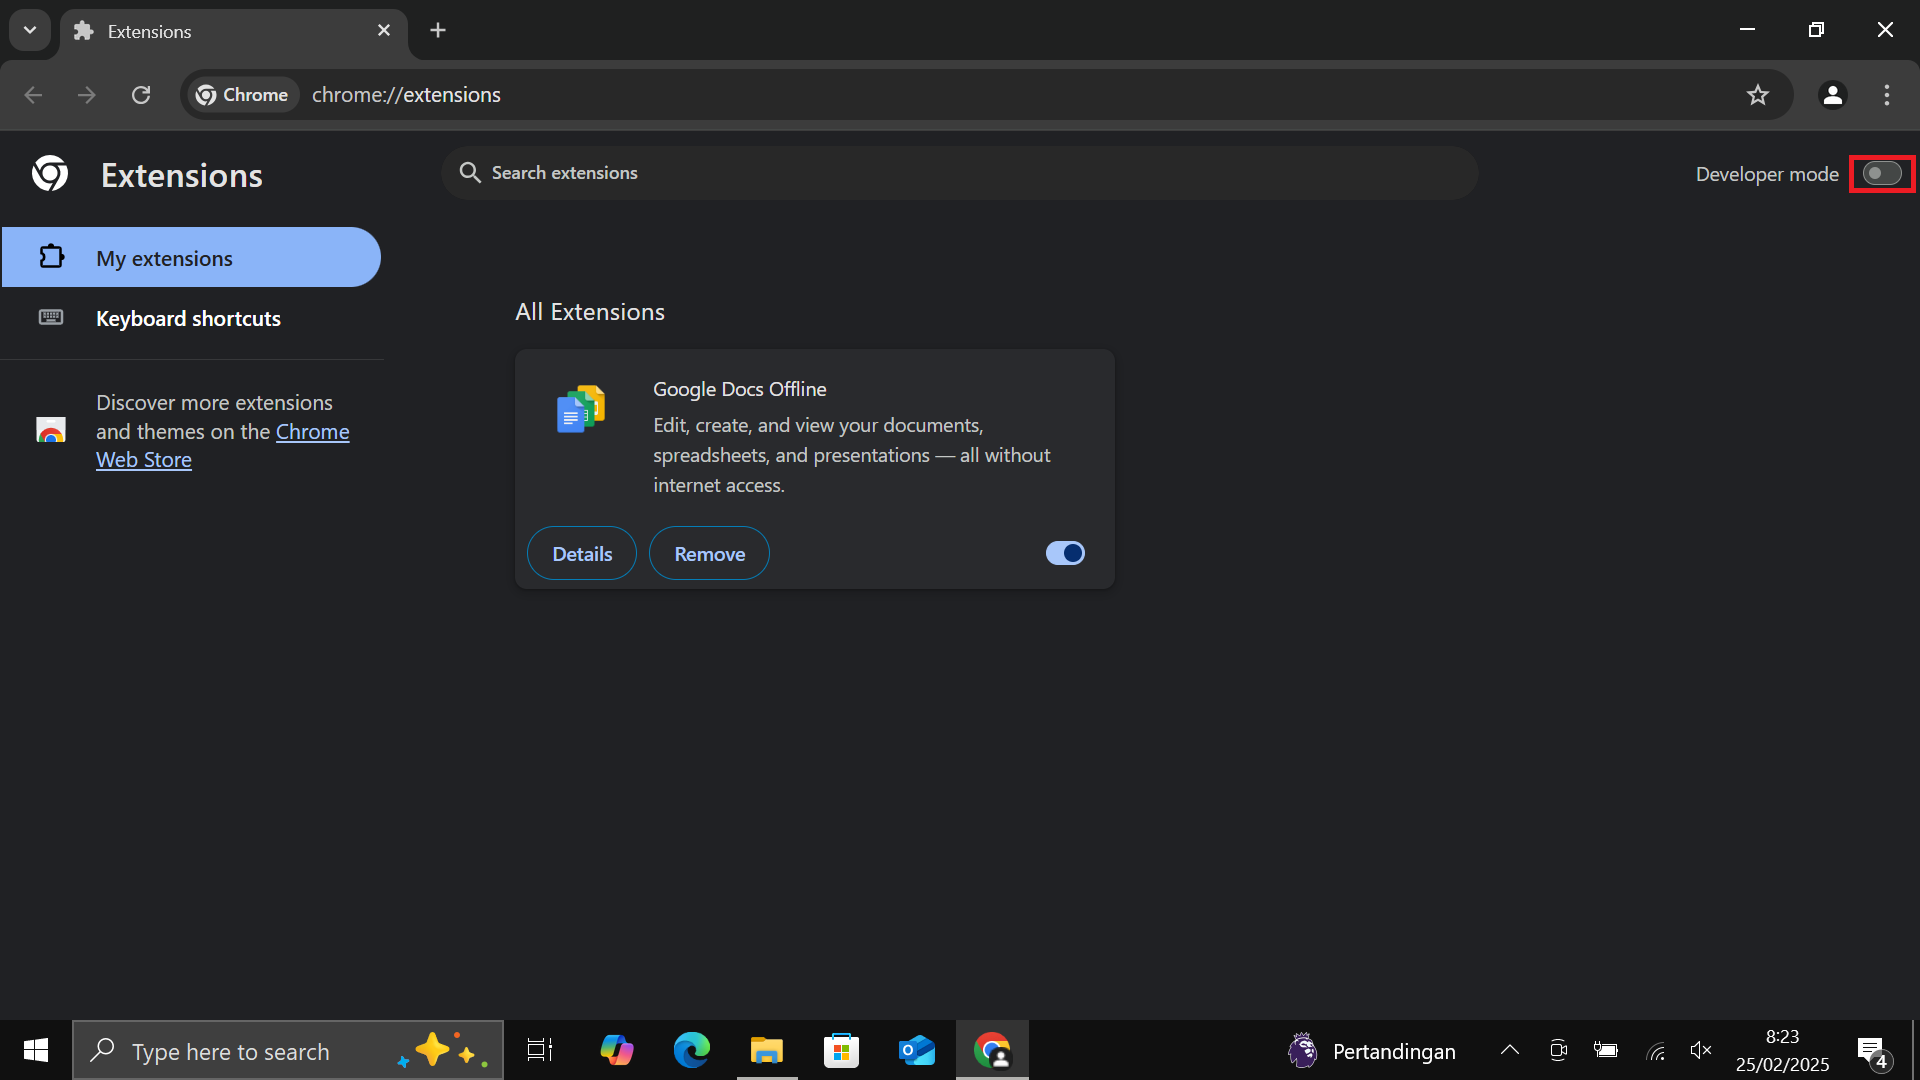 Extensions
Chrome
chrome://extensions
Extensions
Search extensions
Developer mode
My extensions
Keyboard shortcuts
Discover more extensions
and themes on the Chrome
Web Store
All Extensions
Google Docs Offline
Edit, create, and view your documents,
spreadsheets, and presentations — all without
internet access.
Details
Remove
Type here to search
Pertandingan
8:23
25/02/2025
4